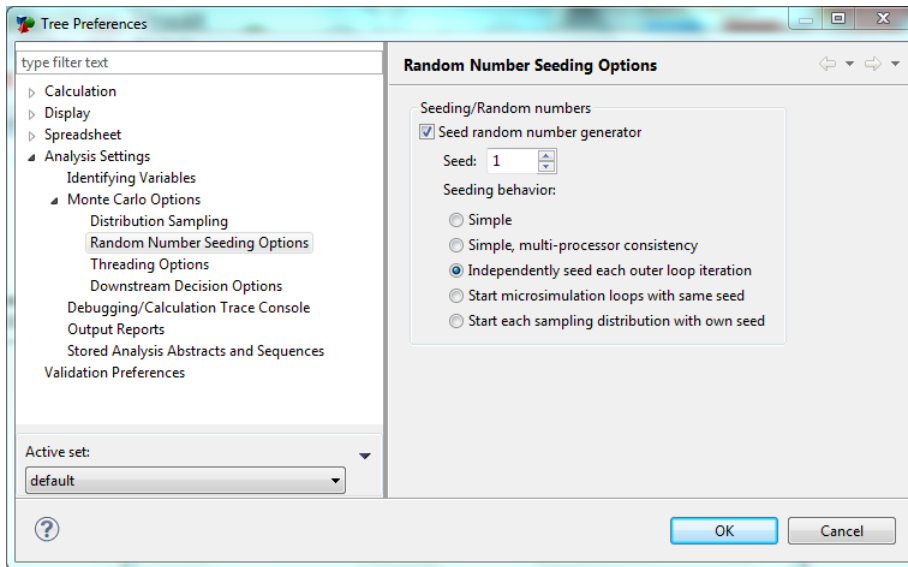 Tree Preferences
type filter text
Calculation
Display
Spreadsheet
Analysis Settings
Identifying Variables
Monte Carlo Options
Distribution Sampling
Random Number Seeding Options
Threading Options
Downstream Decision Options
Debugging/Calculation Trace Console
Output Reports
Stored Analysis Abstracts and Sequences
Validation Preferences
Active set:
default
Random Number Seeding Options
Seeding/Random numbers
Seed random number generator
Seed: 1
Seeding behavior:
Simple
Simple, multi-processor consistency
Independently seed each outer loop iteration
Start microsimulation loops with same seed
Start each sampling distribution with own seed
OK Cancel